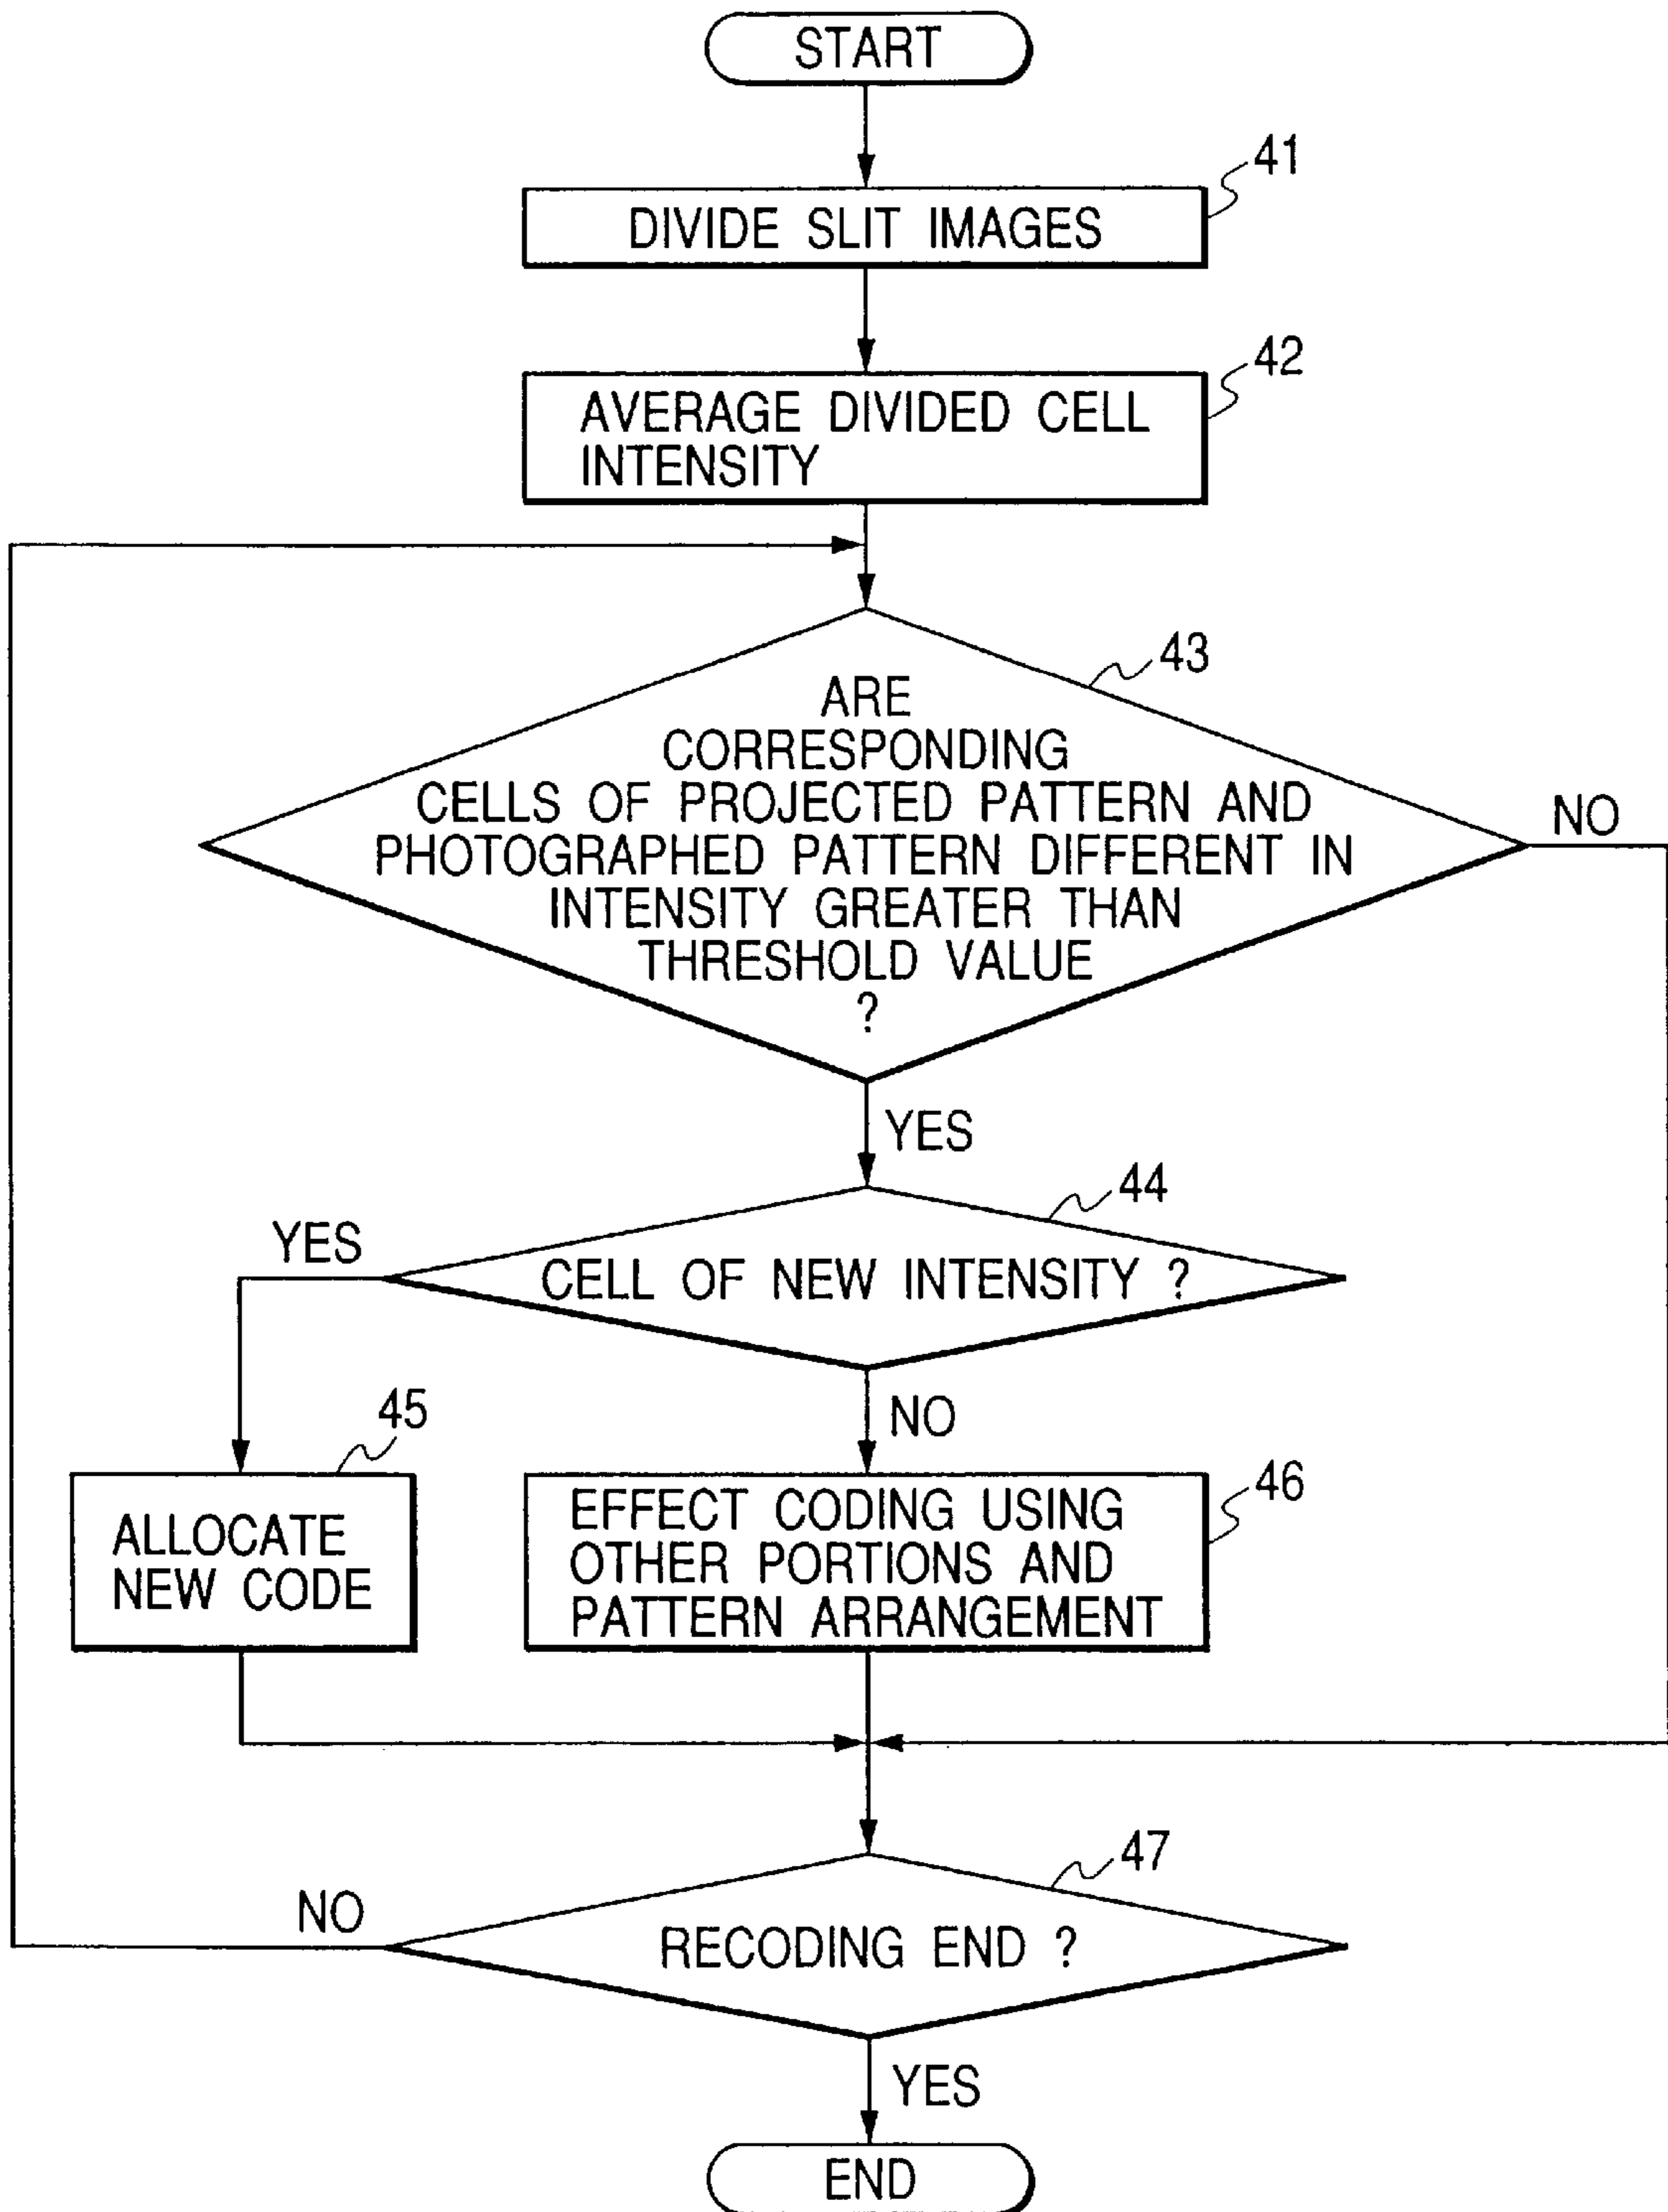 START
41
DIVIDE SLIT IMAGES
42
AVERAGE DIVIDED CELL
INTENSITY
43
ARE
CORRESPONDING
CELLS OF PROJECTED PATTERN AND
PHOTOGRAPHED PATTERN DIFFERENT IN
INTENSITY GREATER THAN
THRESHOLD VALUE
?
NO
YES
44
YES
CELL OF NEW INTENSITY ?
NO
45
ALLOCATE
NEW CODE
46
EFFECT CODING USING
OTHER PORTIONS AND
PATTERN ARRANGEMENT
47
NO
RECODING END ?
YES
END